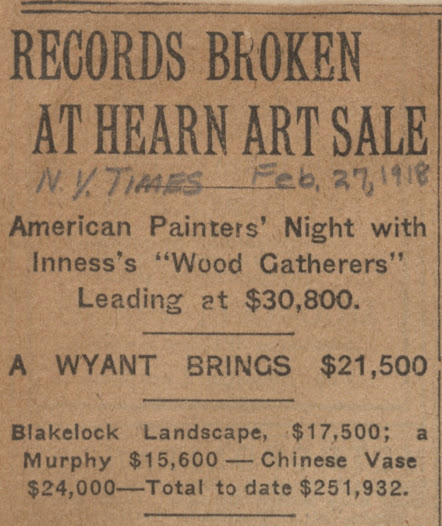 RECORDS BROKEN
AT HEARN ART SALE
N.Y. TIMES Feb. 27, 1918
American Painters' Night with
Inness's "Wood Gatherers"
Leading at $30,800.
A WYANT BRINGS $21,500
Blakelock Landscape, $17,500; a
Murphy $15,600 — Chinese Vase
$24,000—Total to date $251,932.